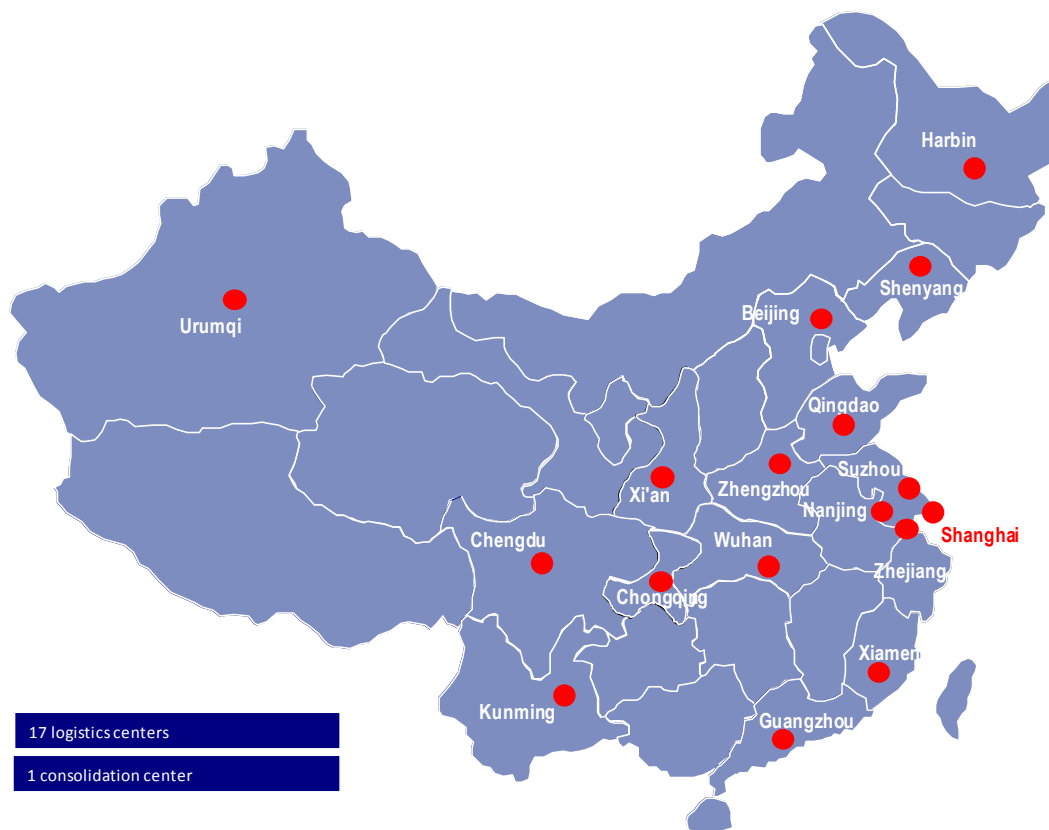 Harbin
Shenyang
Beijing
Urumqi
Qingdao
Suzhou
Zhengzhou
Xi'an
Nanjing
Shanghai
Chengdu
Wuhan
Zhejiang
Chongqing
Xiamen
Kunming
Guangzhou
17 logistics centers
1 consolidation center